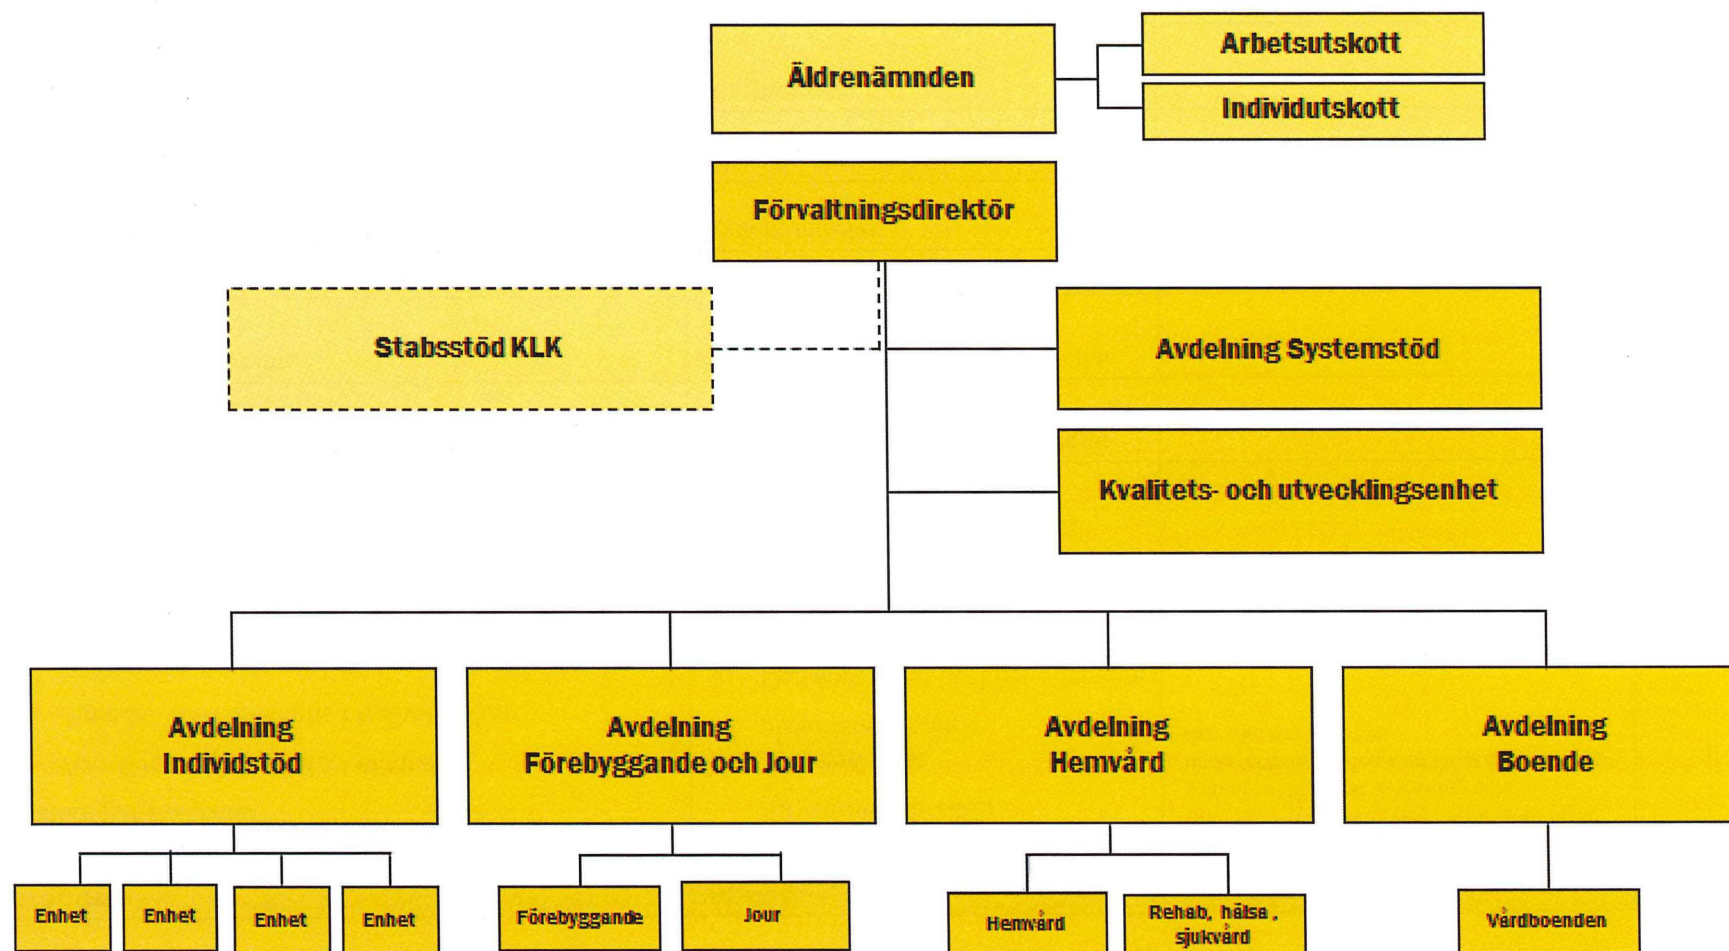 Äldrenämnden
Arbetsutskott
Individutskott
Förvaltningsdirektör
Stabsstöd KLK
Avdelning Systemstöd
Kvalitets- och utvecklingsenhet
Avdelning
Individstöd
Avdelning
Förebyggande och Jour
Avdelning
Hemvård
Avdelning
Boende
Enhet
Enhet
Enhet
Enhet
Förebyggande
Jour
Hemvård
Rehab, hälsa,
sjukvård
Vårdboenden